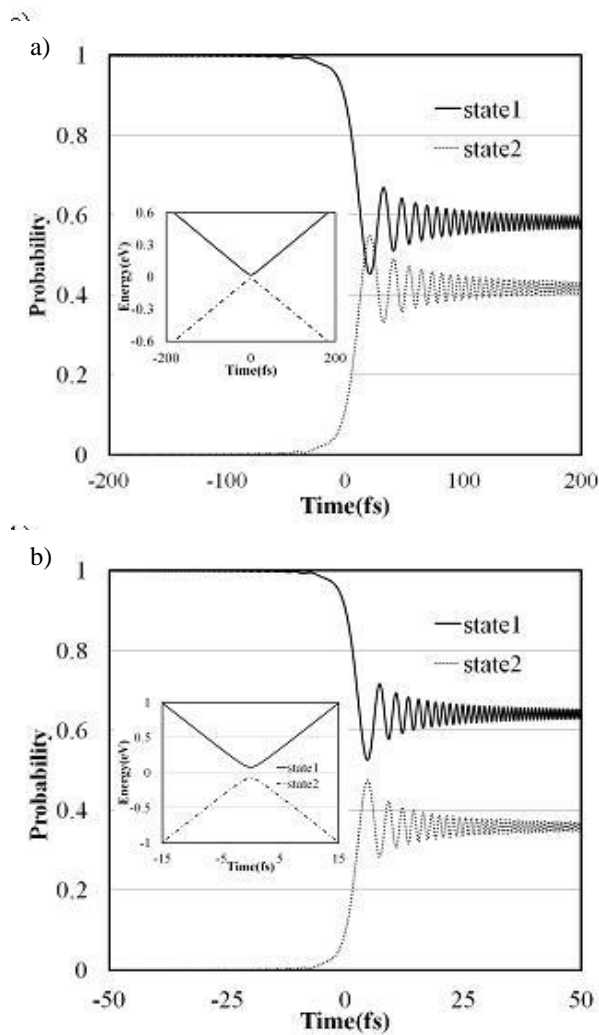 a)
1
state1
state2
0.8
0.6
0.4
0.2
0
Probability
0.6
0.3
0
-0.3
-0.6
Energy(eV)
-200
0
200
Time(fs)
-200
-100
0
100
200
Time(fs)
b)
1
state1
state2
0.8
0.6
0.4
0.2
0
Probability
1
0.5
0
-0.5
-1
Energy(eV)
state1
state2
-15
-5
5
15
Time(fs)
-50
-25
0
25
50
Time(fs)